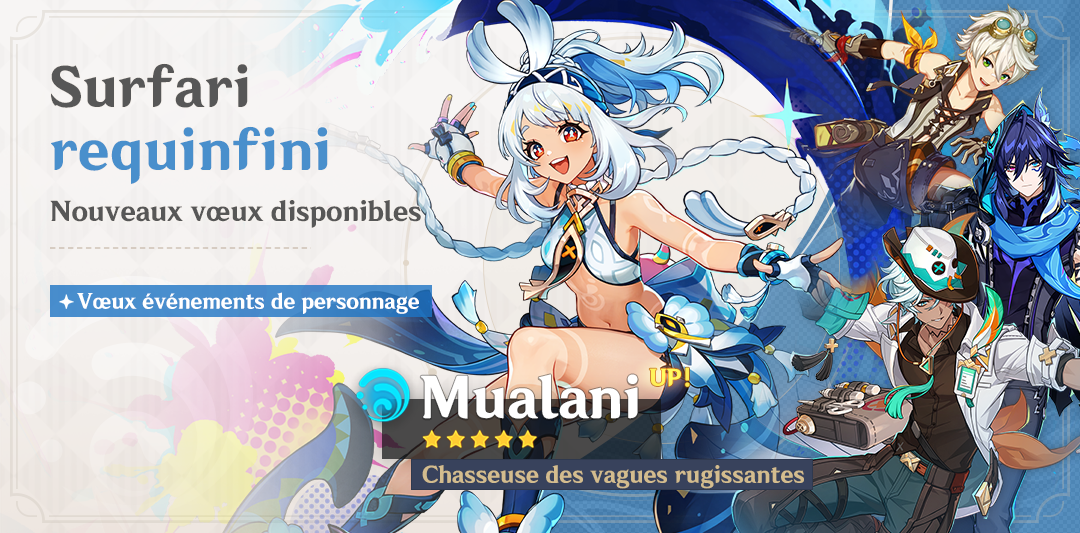 Surfari
requinfini
Nouveaux vœux disponibles
Vœux événements de personnage
Mualani UP!
Chasseuse des vagues rugissantes